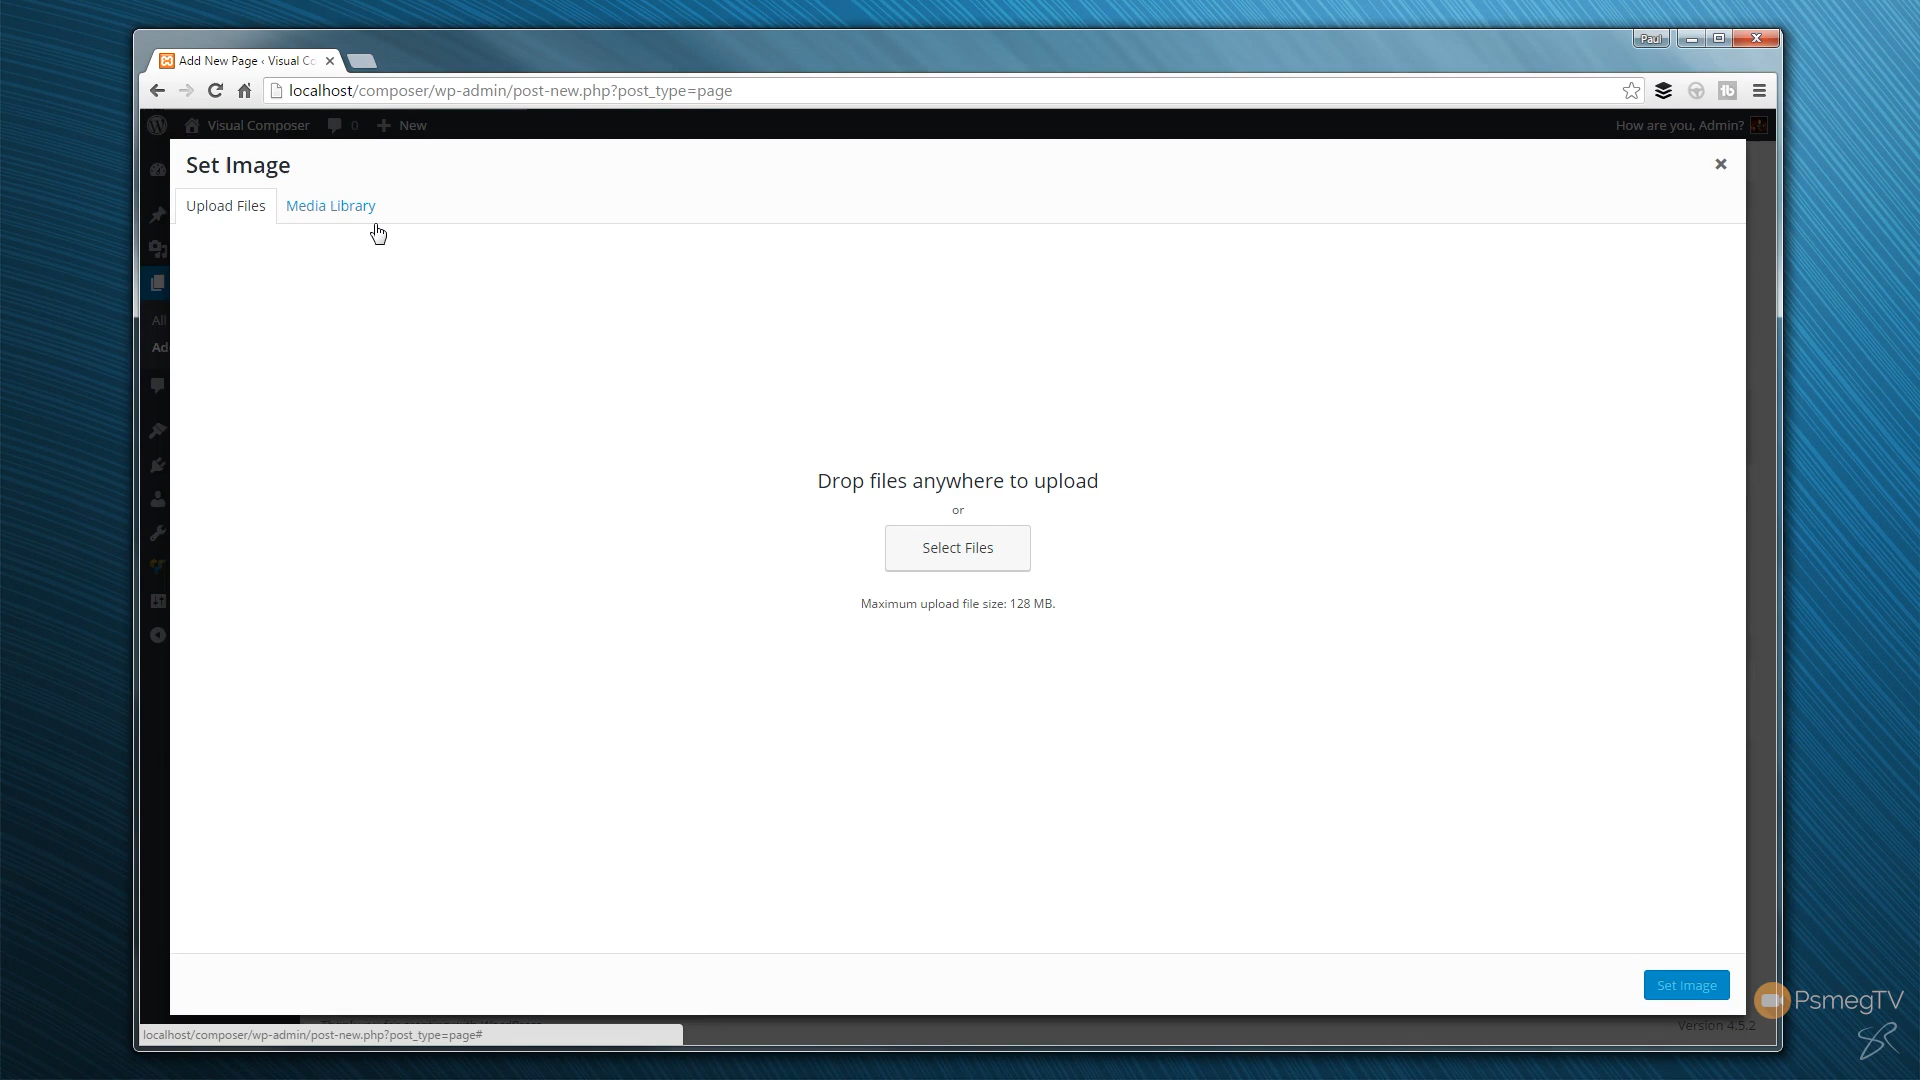 Paul
Add New Page ‹ Visual Co
localhost/composer/wp-admin/post-new.php?post_type=page
Visual Composer 0 New
How are you, Admin?
Set Image
Upload Files
Media Library
All
Ad
Drop files anywhere to upload
or
Select Files
Maximum upload file size: 128 MB.
Set Image
PsmegTV
Version 4.5.2
localhost/composer/wp-admin/post-new.php?post_type=page#